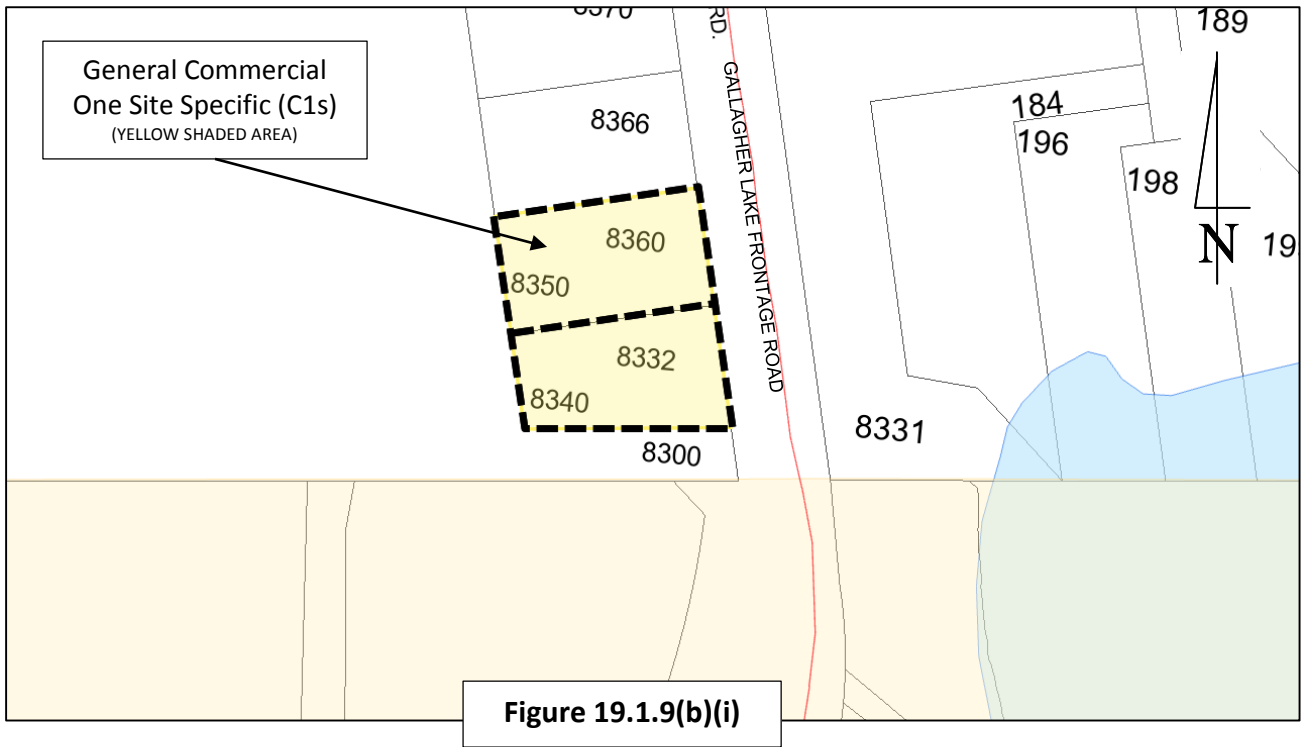 8370
RD.
189
General Commercial
One Site Specific (C1s)
(YELLOW SHADED AREA)
GALLAGHER LAKE FRONTAGE ROAD
184
8366
196
198
N
8360
8350
8332
8340
8331
8300
Figure 19.1.9(b)(i)